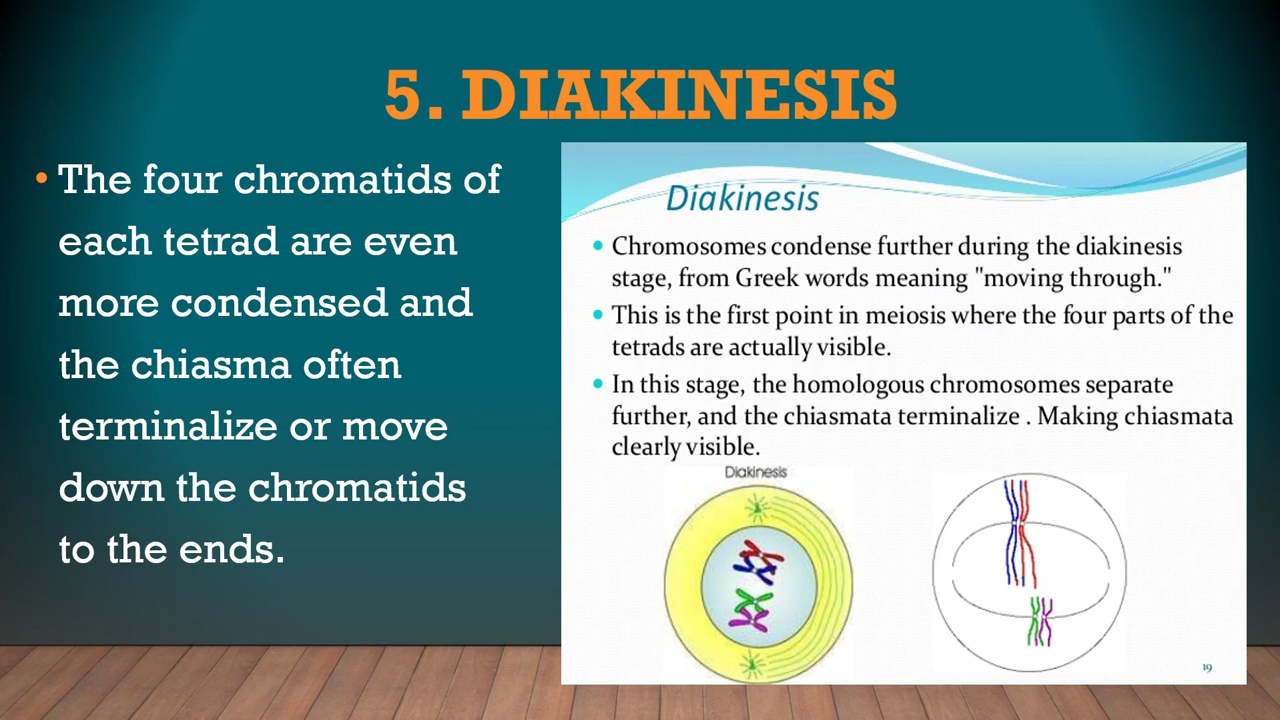 5. DIAKINESIS
• The four chromatids of
each tetrad are even
more condensed and
the chiasma often
terminalize or move
down the chromatids
to the ends.
Diakinesis
• Chromosomes condense further during the diakinesis
stage, from Greek words meaning "moving through."
• This is the first point in meiosis where the four parts of the
tetrads are actually visible.
• In this stage, the homologous chromosomes separate
further, and the chiasmata terminalize . Making chiasmata
clearly visible.
Diakinesis
19